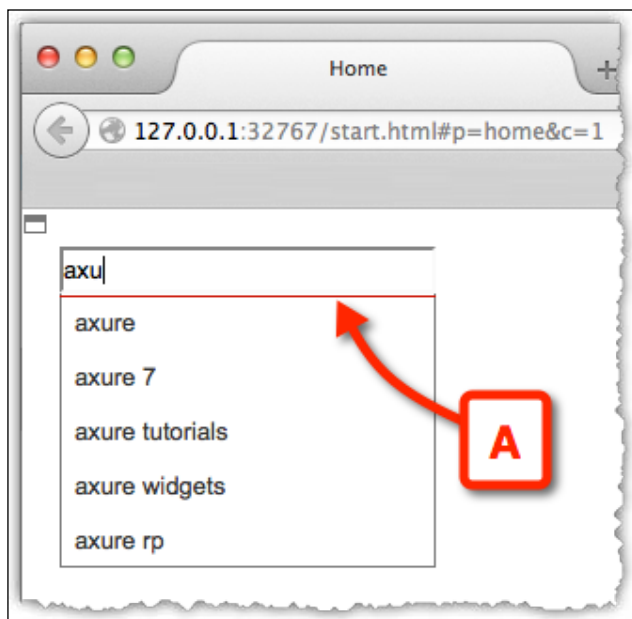 Home
127.0.0.1:32767/start.html#p=home&c=1
axu
axure
axure 7
axure tutorials
A
axure widgets
axure rp